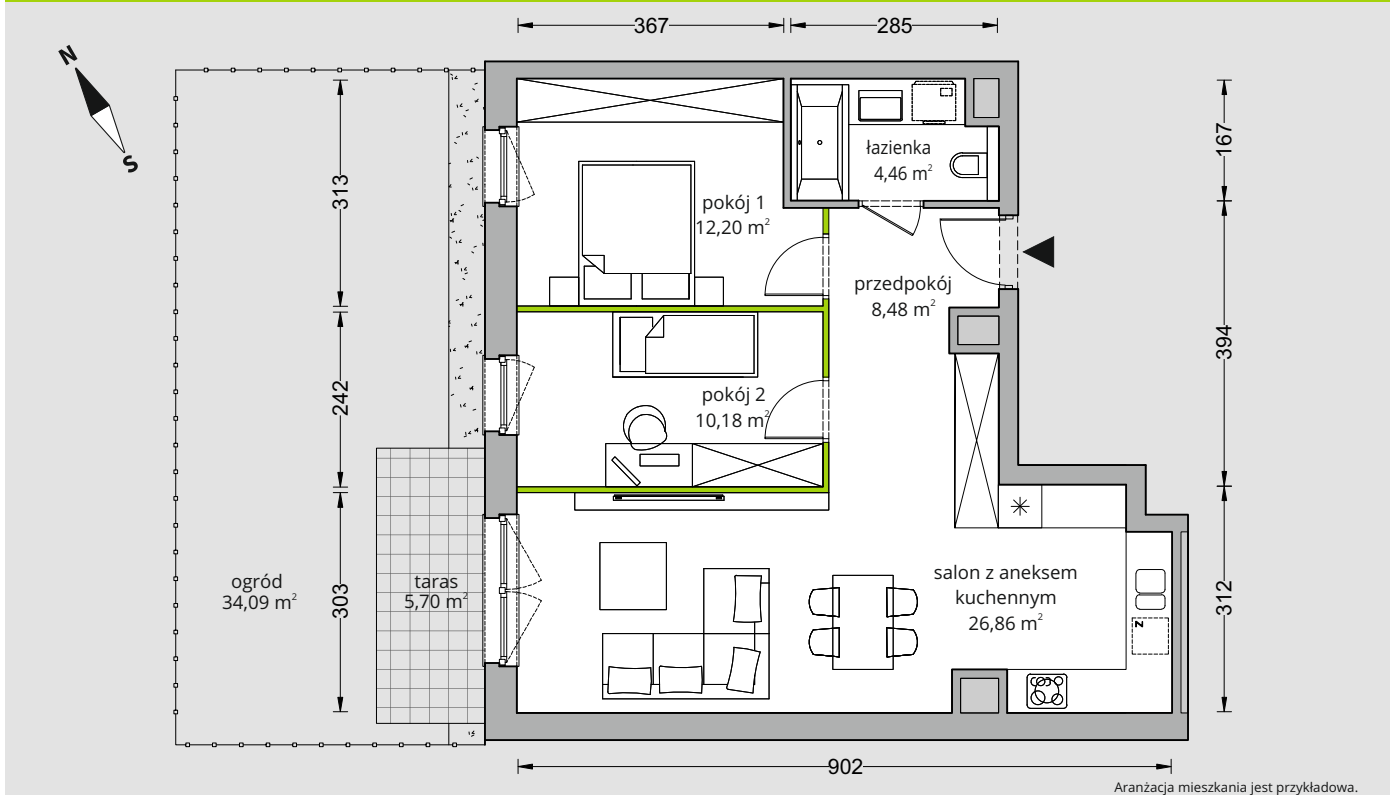 367
285
N
S
313
242
303
167
394
312
902
łazienka
4,46 m²
pokój 1
12,20 m²
przedpokój
8,48 m²
pokój 2
10,18 m²
ogród
34,09 m²
taras
5,70 m²
salon z aneksem
kuchennym
26,86 m²
N
Aranżacja mieszkania jest przykładowa.